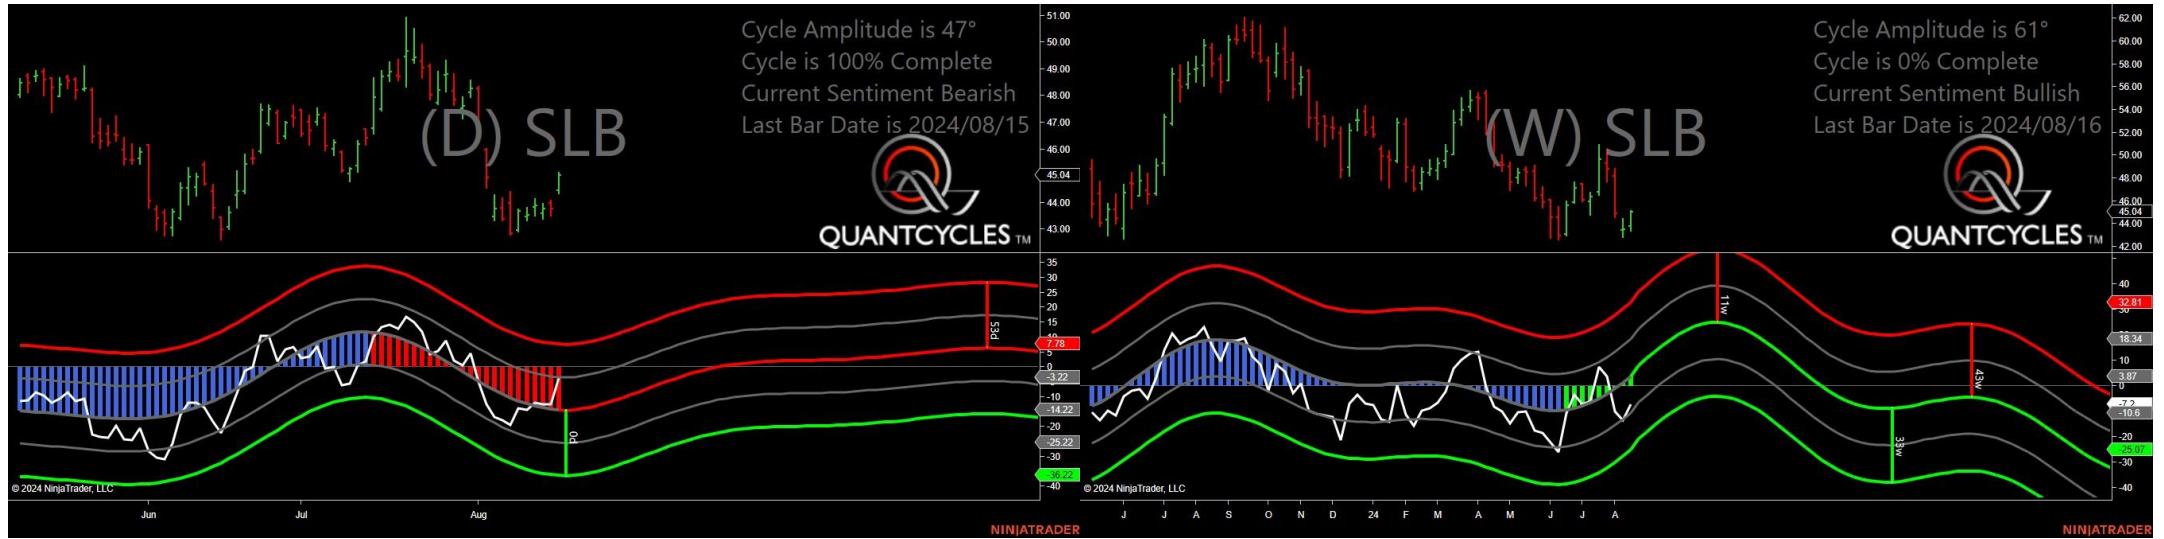 Cycle Amplitude is 47°
Cycle is 100% Complete
Current Sentiment Bearish
Last Bar Date is 2024/08/15
(D) SLB
QUANTCYCLES TM
51.00
50.00
49.00
48.00
47.00
46.00
45.04
44.00
43.00
35
30
25
20
15
10
7.78
5
0
-3.22
-10
-14.22
-20
-25.22
-30
-36.22
-40
53d
0d
© 2024 NinjaTrader, LLC
Jun
Jul
Aug
NINJATRADER
Cycle Amplitude is 61°
Cycle is 0% Complete
Current Sentiment Bullish
Last Bar Date is 2024/08/16
(W) SLB
QUANTCYCLES TM
62.00
60.00
58.00
56.00
54.00
52.00
50.00
48.00
46.00
45.04
44.00
42.00
40
32.81
18.34
10
3.87
0
-7.2
-10.6
-20
-25.07
-30
-40
11w
43w
33w
© 2024 NinjaTrader, LLC
J
J
A
S
O
N
D
24
F
M
A
M
J
J
A
NINJATRADER